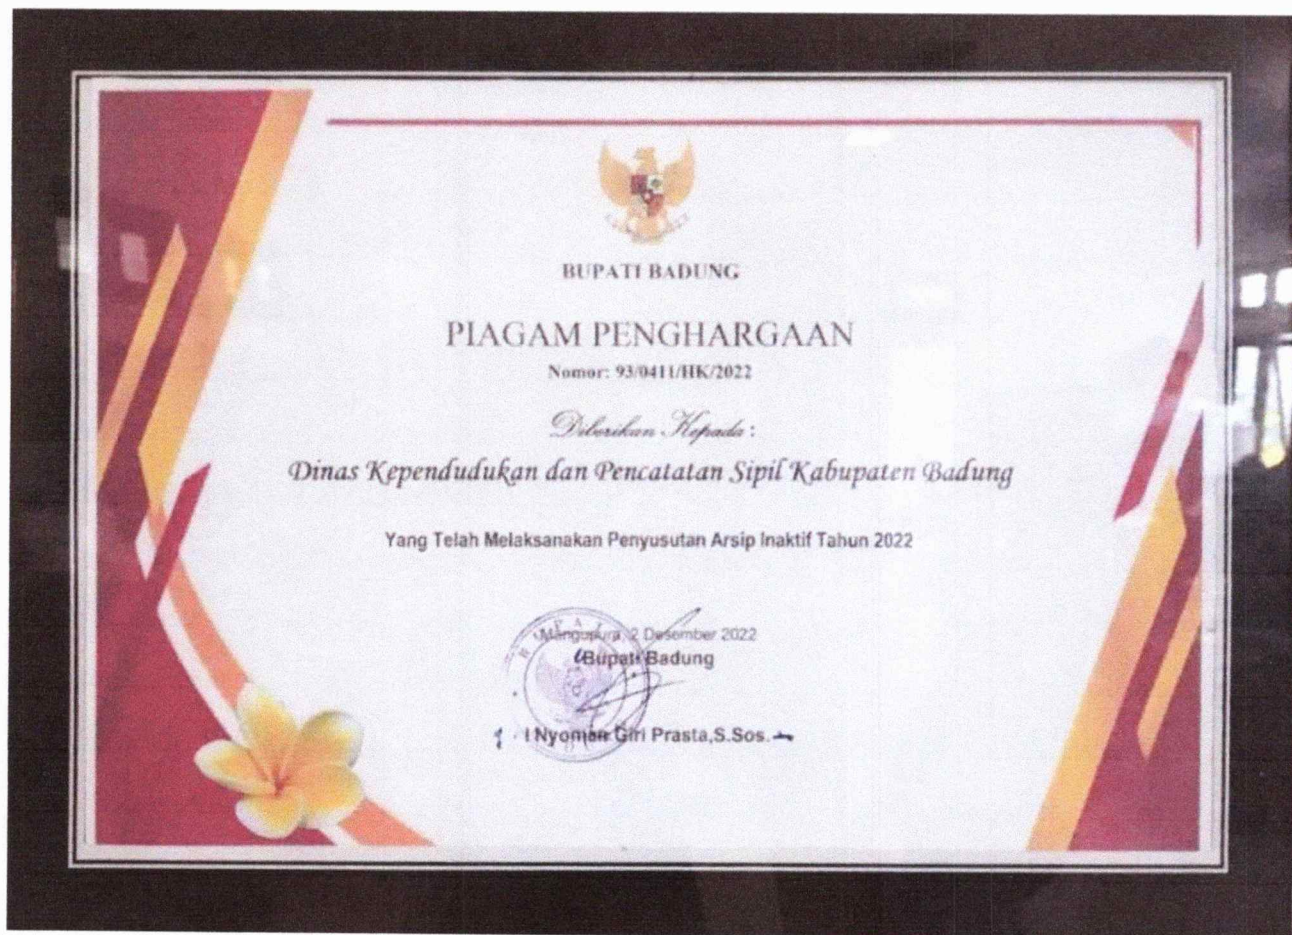 BUPATI BADUNG
PIAGAM PENGHARGAAN
Nomor: 93/0411/HK/2022
Diberikan Kepada :
Dinas Kependudukan dan Pencatatan Sipil Kabupaten Badung
Yang Telah Melaksanakan Penyusutan Arsip Inaktif Tahun 2022
Mangupura, 2 Desember 2022
Bupati Badung
I Nyoman Giri Prasta,S.Sos.